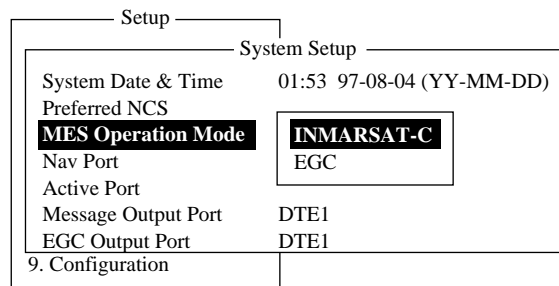 Setup
System Setup
System Date & Time 01:53 97-08-04 (YY-MM-DD)
Preferred NCS
MES Operation Mode INMARSAT-C
Nav Port EGC
Active Port
Message Output Port DTE1
EGC Output Port DTE1
9. Configuration